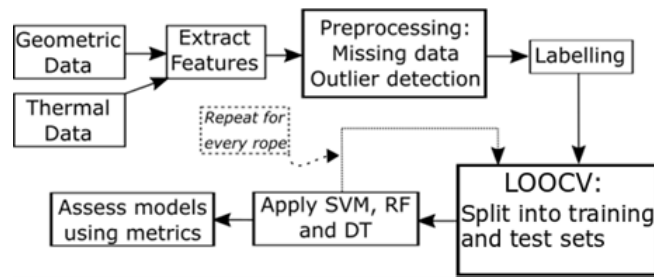 Geometric
Data
Extract
Features
Preprocessing:
Missing data
Outlier detection
Labelling
Thermal
Data
Repeat for
every rope
LOOCV:
Split into training
and test sets
Apply SVM, RF
and DT
Assess models
using metrics